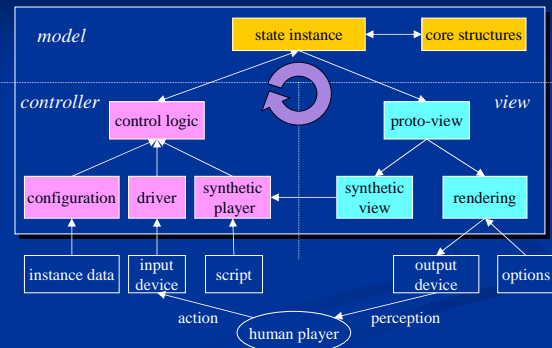 model
state instance
core structures
controller
view
control logic
proto-view
configuration
driver
synthetic
player
synthetic
view
rendering
instance data
input
device
script
output
device
options
action
perception
human player